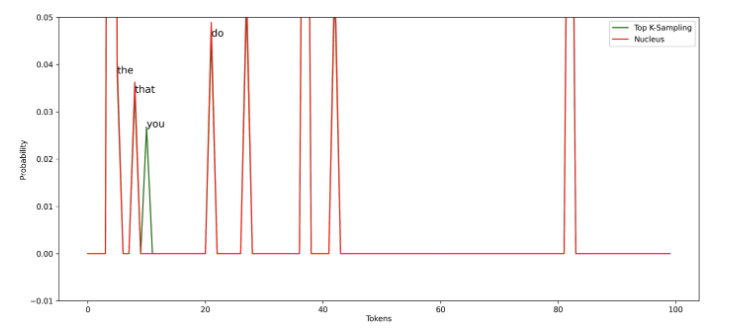 0.05
0.04
0.03
0.02
0.01
0.00
−0.01
Probability
the
that
you
do
Top K-Sampling
Nucleus
0
20
40
60
80
100
Tokens